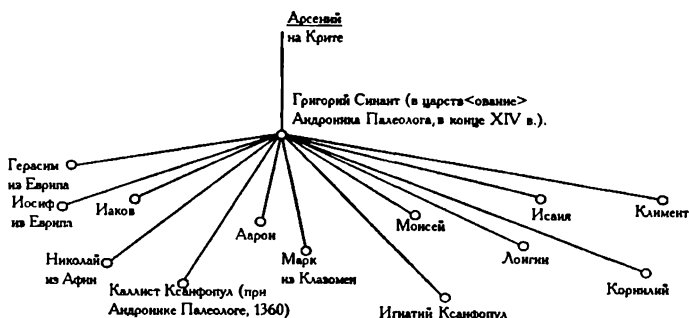 Арсений
на Крите
Григорий Синаит (в царств<ование>
Андроника Палеолога, в конце XIV в.).
Герасим
из Еврипа
Иосиф
из Еврипа
Иаков
Николай
из Афин
Каллист Ксанфопул (при
Андронике Палеологе, 1360)
Аарон
Марк
из Клазомен
Моисей
Игнатий Ксанфопул
Лонгин
Исаия
Корнилий
Климент